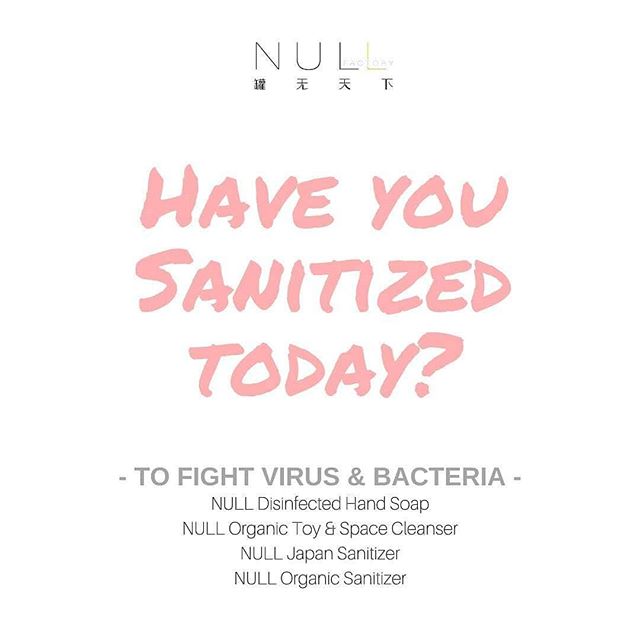 NULL
FACTORY
罐无天下
HAVE YOU
SANITIZED
TODAY?
- TO FIGHT VIRUS & BACTERIA -
NULL Disinfected Hand Soap
NULL Organic Toy & Space Cleanser
NULL Japan Sanitizer
NULL Organic Sanitizer